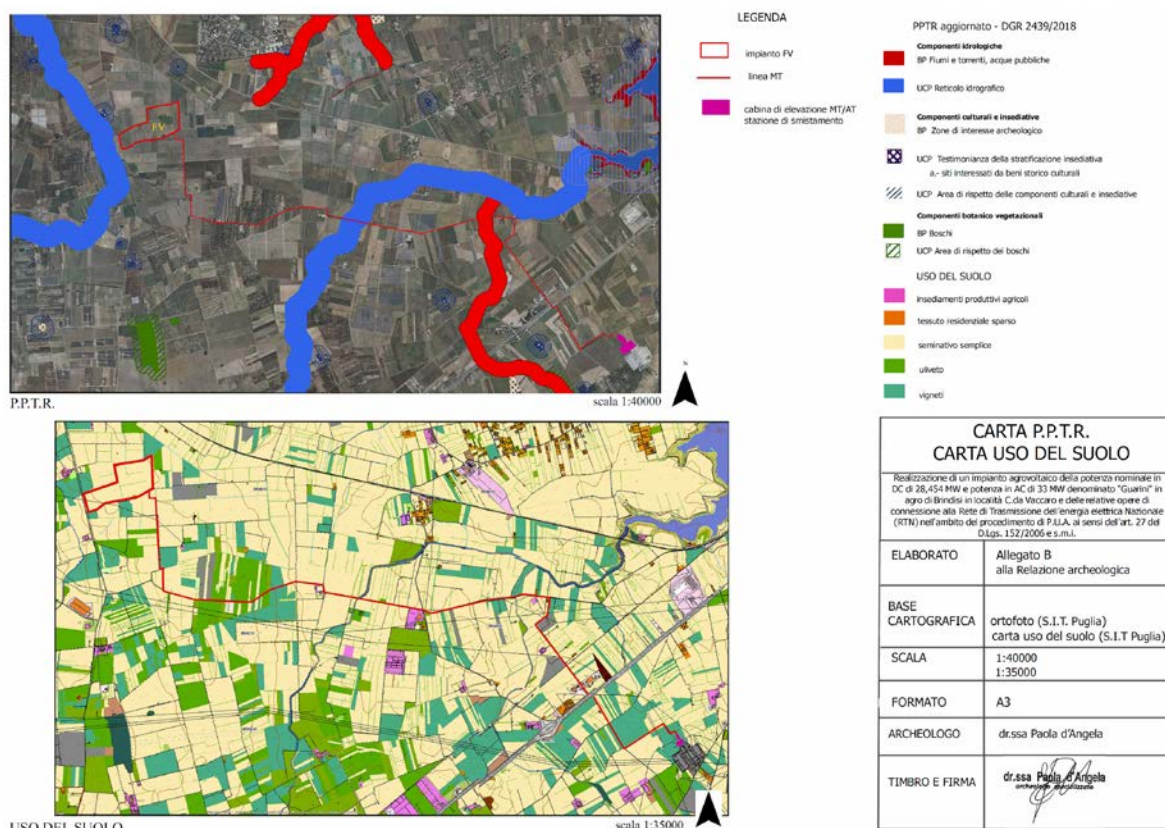 LEGENDA
impianto FV
linea MT
cabina di elevazione MT/AT
stazione di smistamento
PPTR aggiornato - DGR 2439/2018
Componenti idrologiche
BP Fiumi e torrenti, acque pubbliche
UCP Reticolo idrografico
Componenti culturali e insediative
BP Zone di interesse archeologico
UCP Testimonianza della stratificazione insediativa
a.- siti interessati da beni storico culturali
UCP Area di rispetto delle componenti culturali e insediative
Componenti botanico vegetazionali
BP Boschi
UCP Area di rispetto dei boschi
USO DEL SUOLO
insediamenti produttivi agricoli
tessuto residenziale sparso
seminativo semplice
uliveto
vigneti
FV
N
P.P.T.R.
scala 1:40000
USO DEL SUOLO
scala 1:35000
CARTA P.P.T.R.
CARTA USO DEL SUOLO
Realizzazione di un impianto agrovoltaico della potenza nominale in
DC di 28,454 MW e potenza in AC di 33 MW denominato "Guarini" in
agro di Brindisi in località C.da Vaccaro e delle relative opere di
connessione alla Rete di Trasmissione dell'energia elettrica Nazionale
(RTN) nell'ambito del procedimento di P.U.A. ai sensi dell'art. 27 del
D.Lgs. 152/2006 e s.m.i.
ELABORATO
Allegato B
alla Relazione archeologica
BASE
CARTOGRAFICA
ortofoto (S.I.T. Puglia)
carta uso del suolo (S.I.T Puglia)
SCALA
1:40000
1:35000
FORMATO
A3
ARCHEOLOGO
dr.ssa Paola d'Angela
TIMBRO E FIRMA
dr.ssa Paola d'Angela
archeologo specializzato